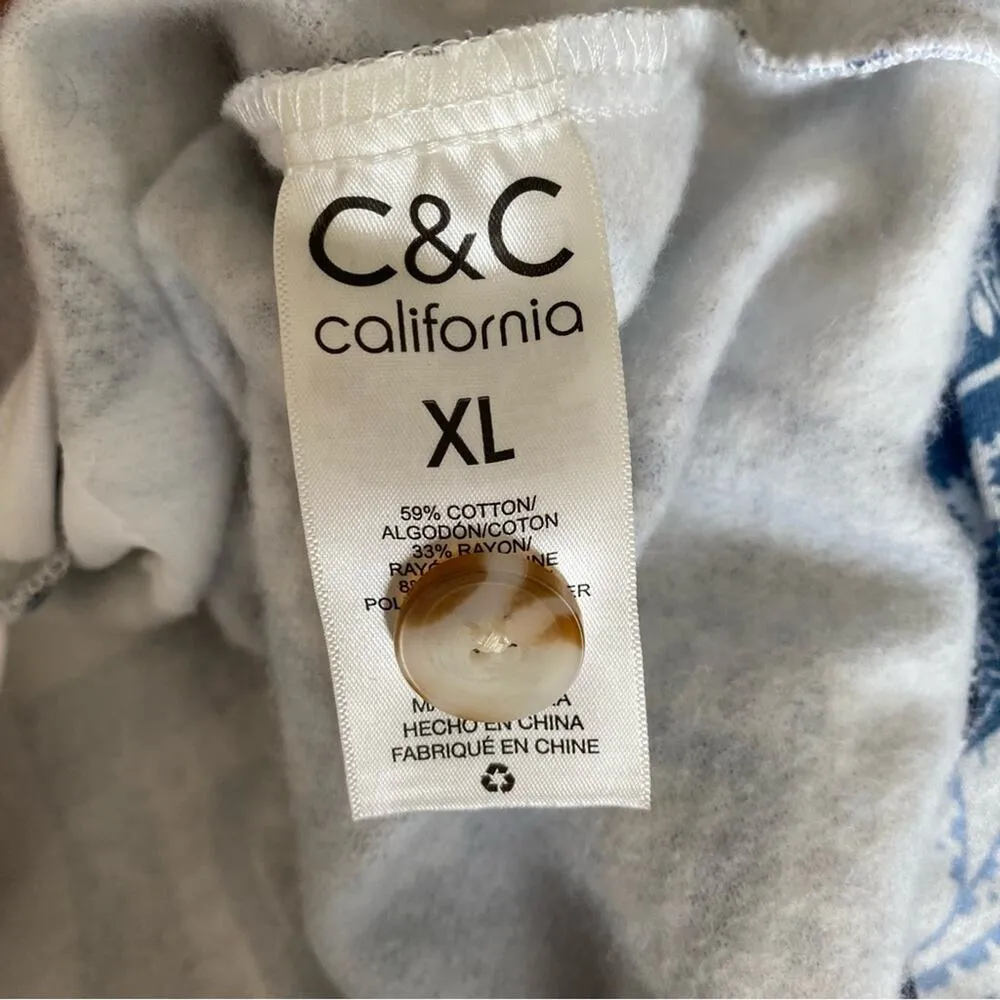 C&C
california
XL
59% COTTON/
ALGODÓN/COTON
33% RAYON/
HECHO EN CHINA
FABRIQUÉ EN CHINE